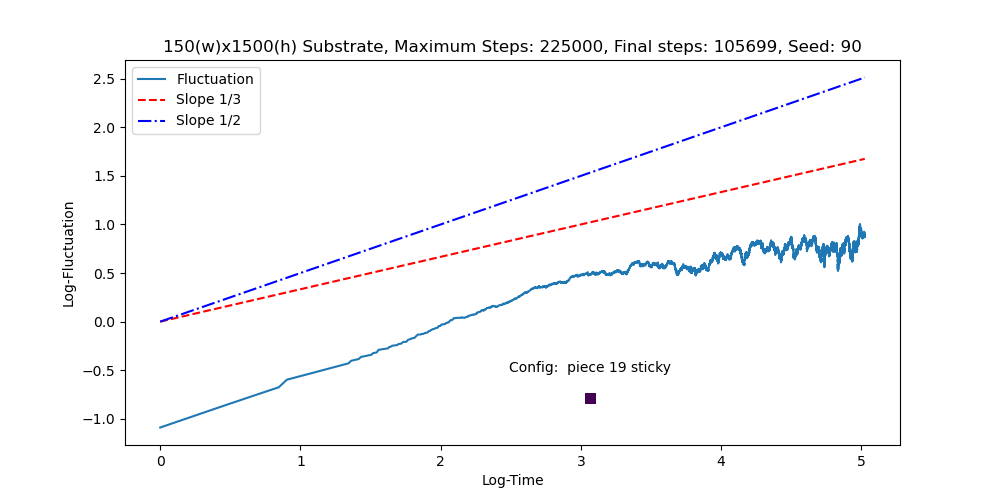 150(w)x1500(h) Substrate, Maximum Steps: 225000, Final steps: 105699, Seed: 90
Fluctuation
Slope 1/3
Slope 1/2
Log-Fluctuation
2.5
2.0
1.5
1.0
0.5
0.0
−0.5
−1.0
Config:  piece 19 sticky
0 1 2 3 4 5
Log-Time